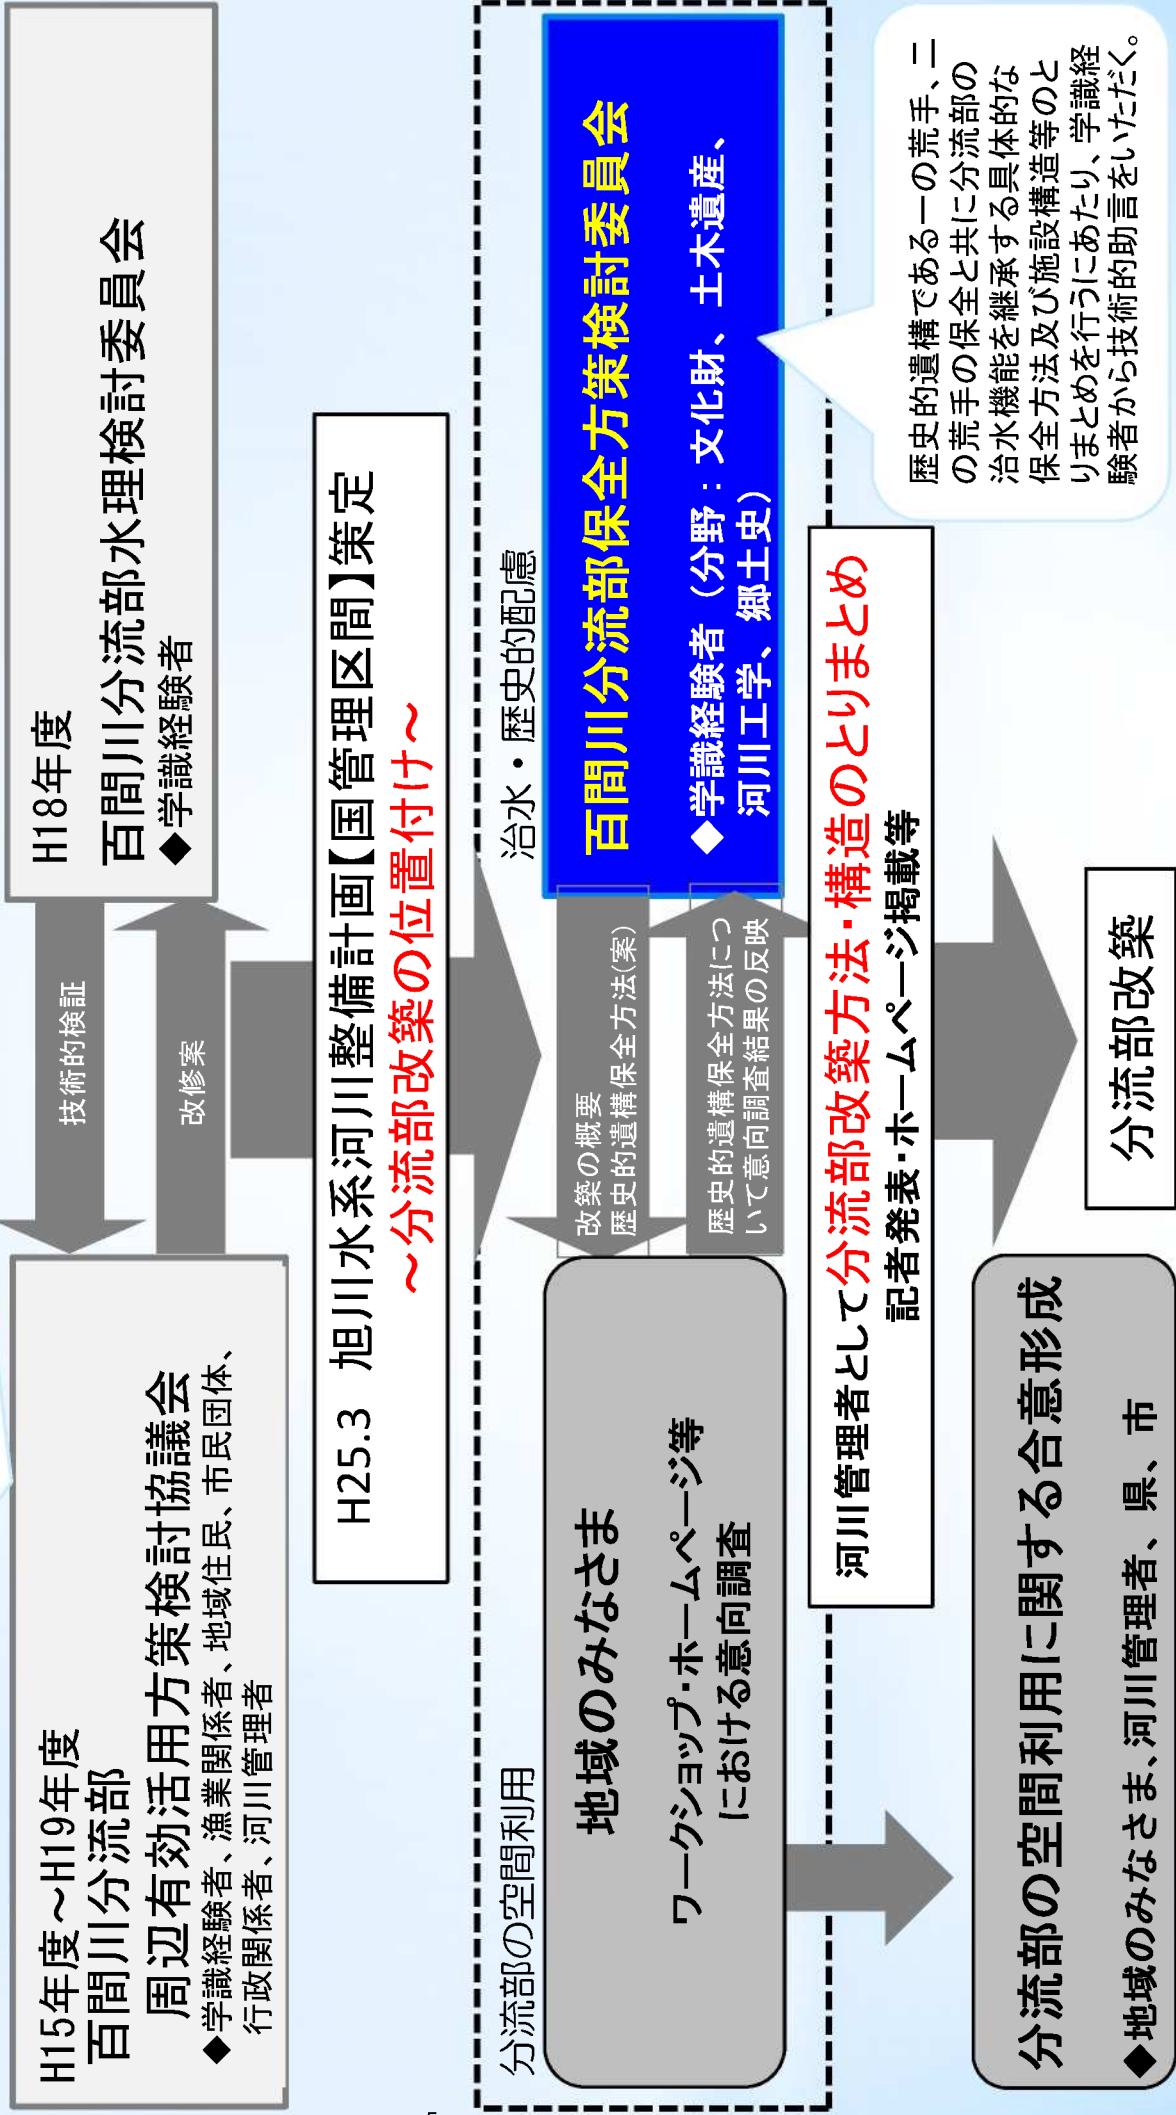 H15年度～H19年度
百間川分流部
周辺有効活用方策検討協議会
◆学識経験者、漁業関係者、地域住民、市民団体、
行政関係者、河川管理者
技術的検証
改修案
H18年度
百間川分流部水理検討委員会
◆学識経験者
H25.3 旭川水系河川整備計画【国管理区間】策定
～分流部改築の位置付け～
分流部の空間利用
治水・歴史的配慮
地域のみなさま
ワークショップ・ホームページ等
における意向調査
改築の概要
歴史的遺構保全方法(案)
歴史的遺構保全方法につ
いて意向調査結果の反映
百間川分流部保全方策検討委員会
◆学識経験者（分野：文化財、土木遺産、
河川工学、郷土史）
河川管理者として分流部改築方法・構造のとりまとめ
記者発表・ホームページ掲載等
歴史的遺構である一の荒手、二
の荒手の保全と共に分流部の
治水機能を継承する具体的な
保全方法及び施設構造等のと
りまとめを行うにあたり、学識経
験者から技術的助言をいただく。
分流部の空間利用に関する合意形成
◆地域のみなさま、河川管理者、県、市
分流部改築